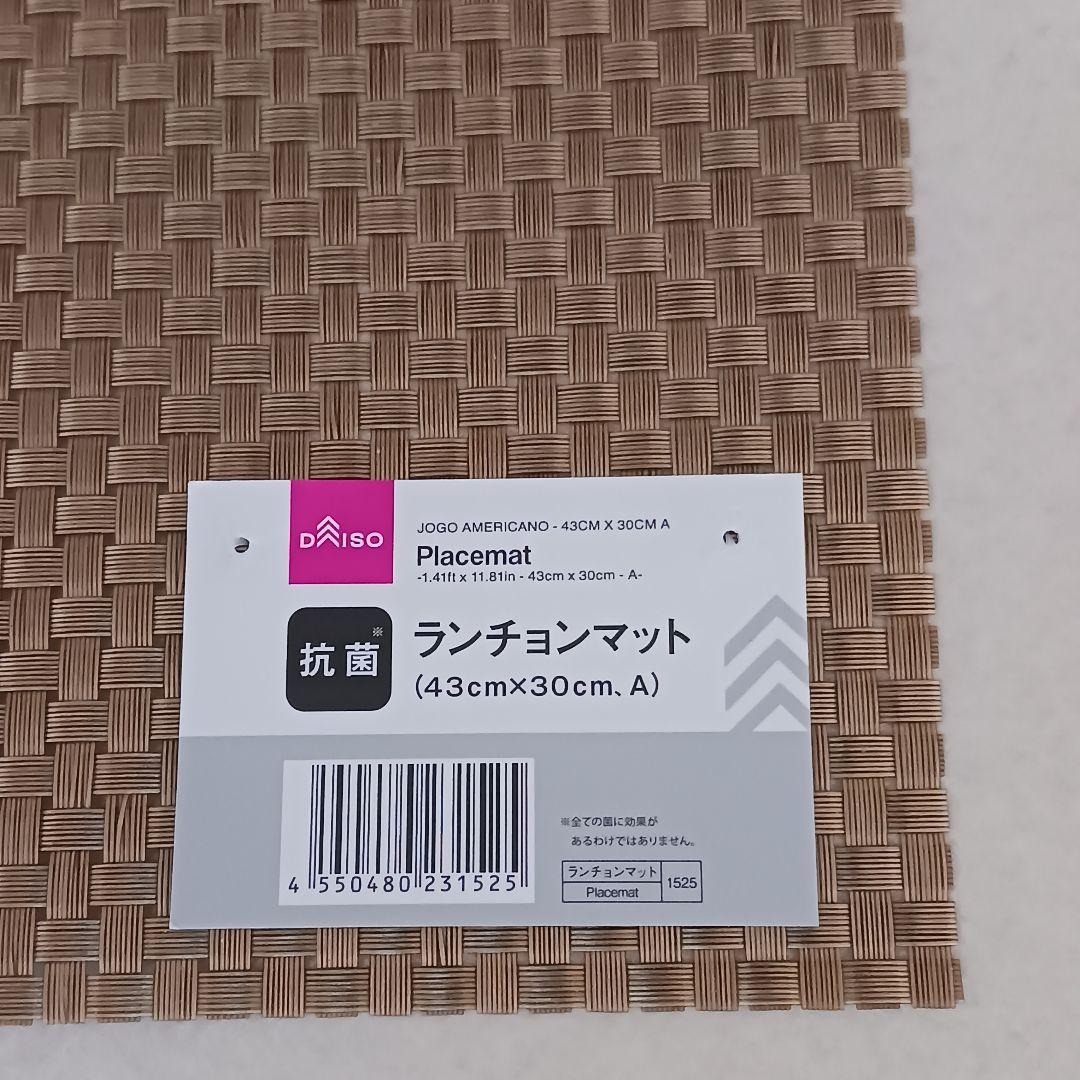 DAISO
JOGO AMERICANO - 43CM X 30CM A
Placemat
-1.41ft x 11.81in - 43cm x 30cm - A-
抗菌※
ランチョンマット
(43cm×30cm、A)
4 550480 231525
※全ての菌に効果が
あるわけではありません。
ランチョンマット
Placemat
1525